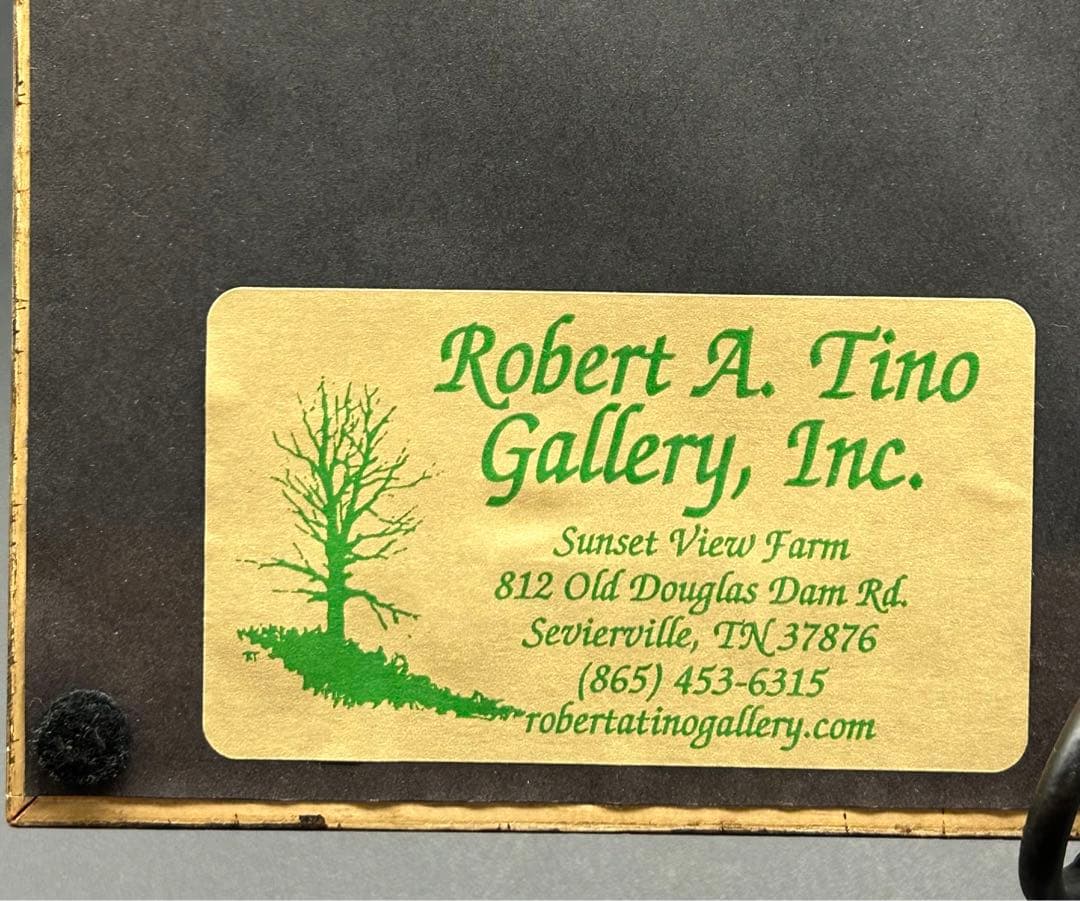 Robert A. Tino
Gallery, Inc.
Sunset View Farm
812 Old Douglas Dam Rd.
Sevierville, TN 37876
(865) 453-6315
robertatinogallery.com
RT